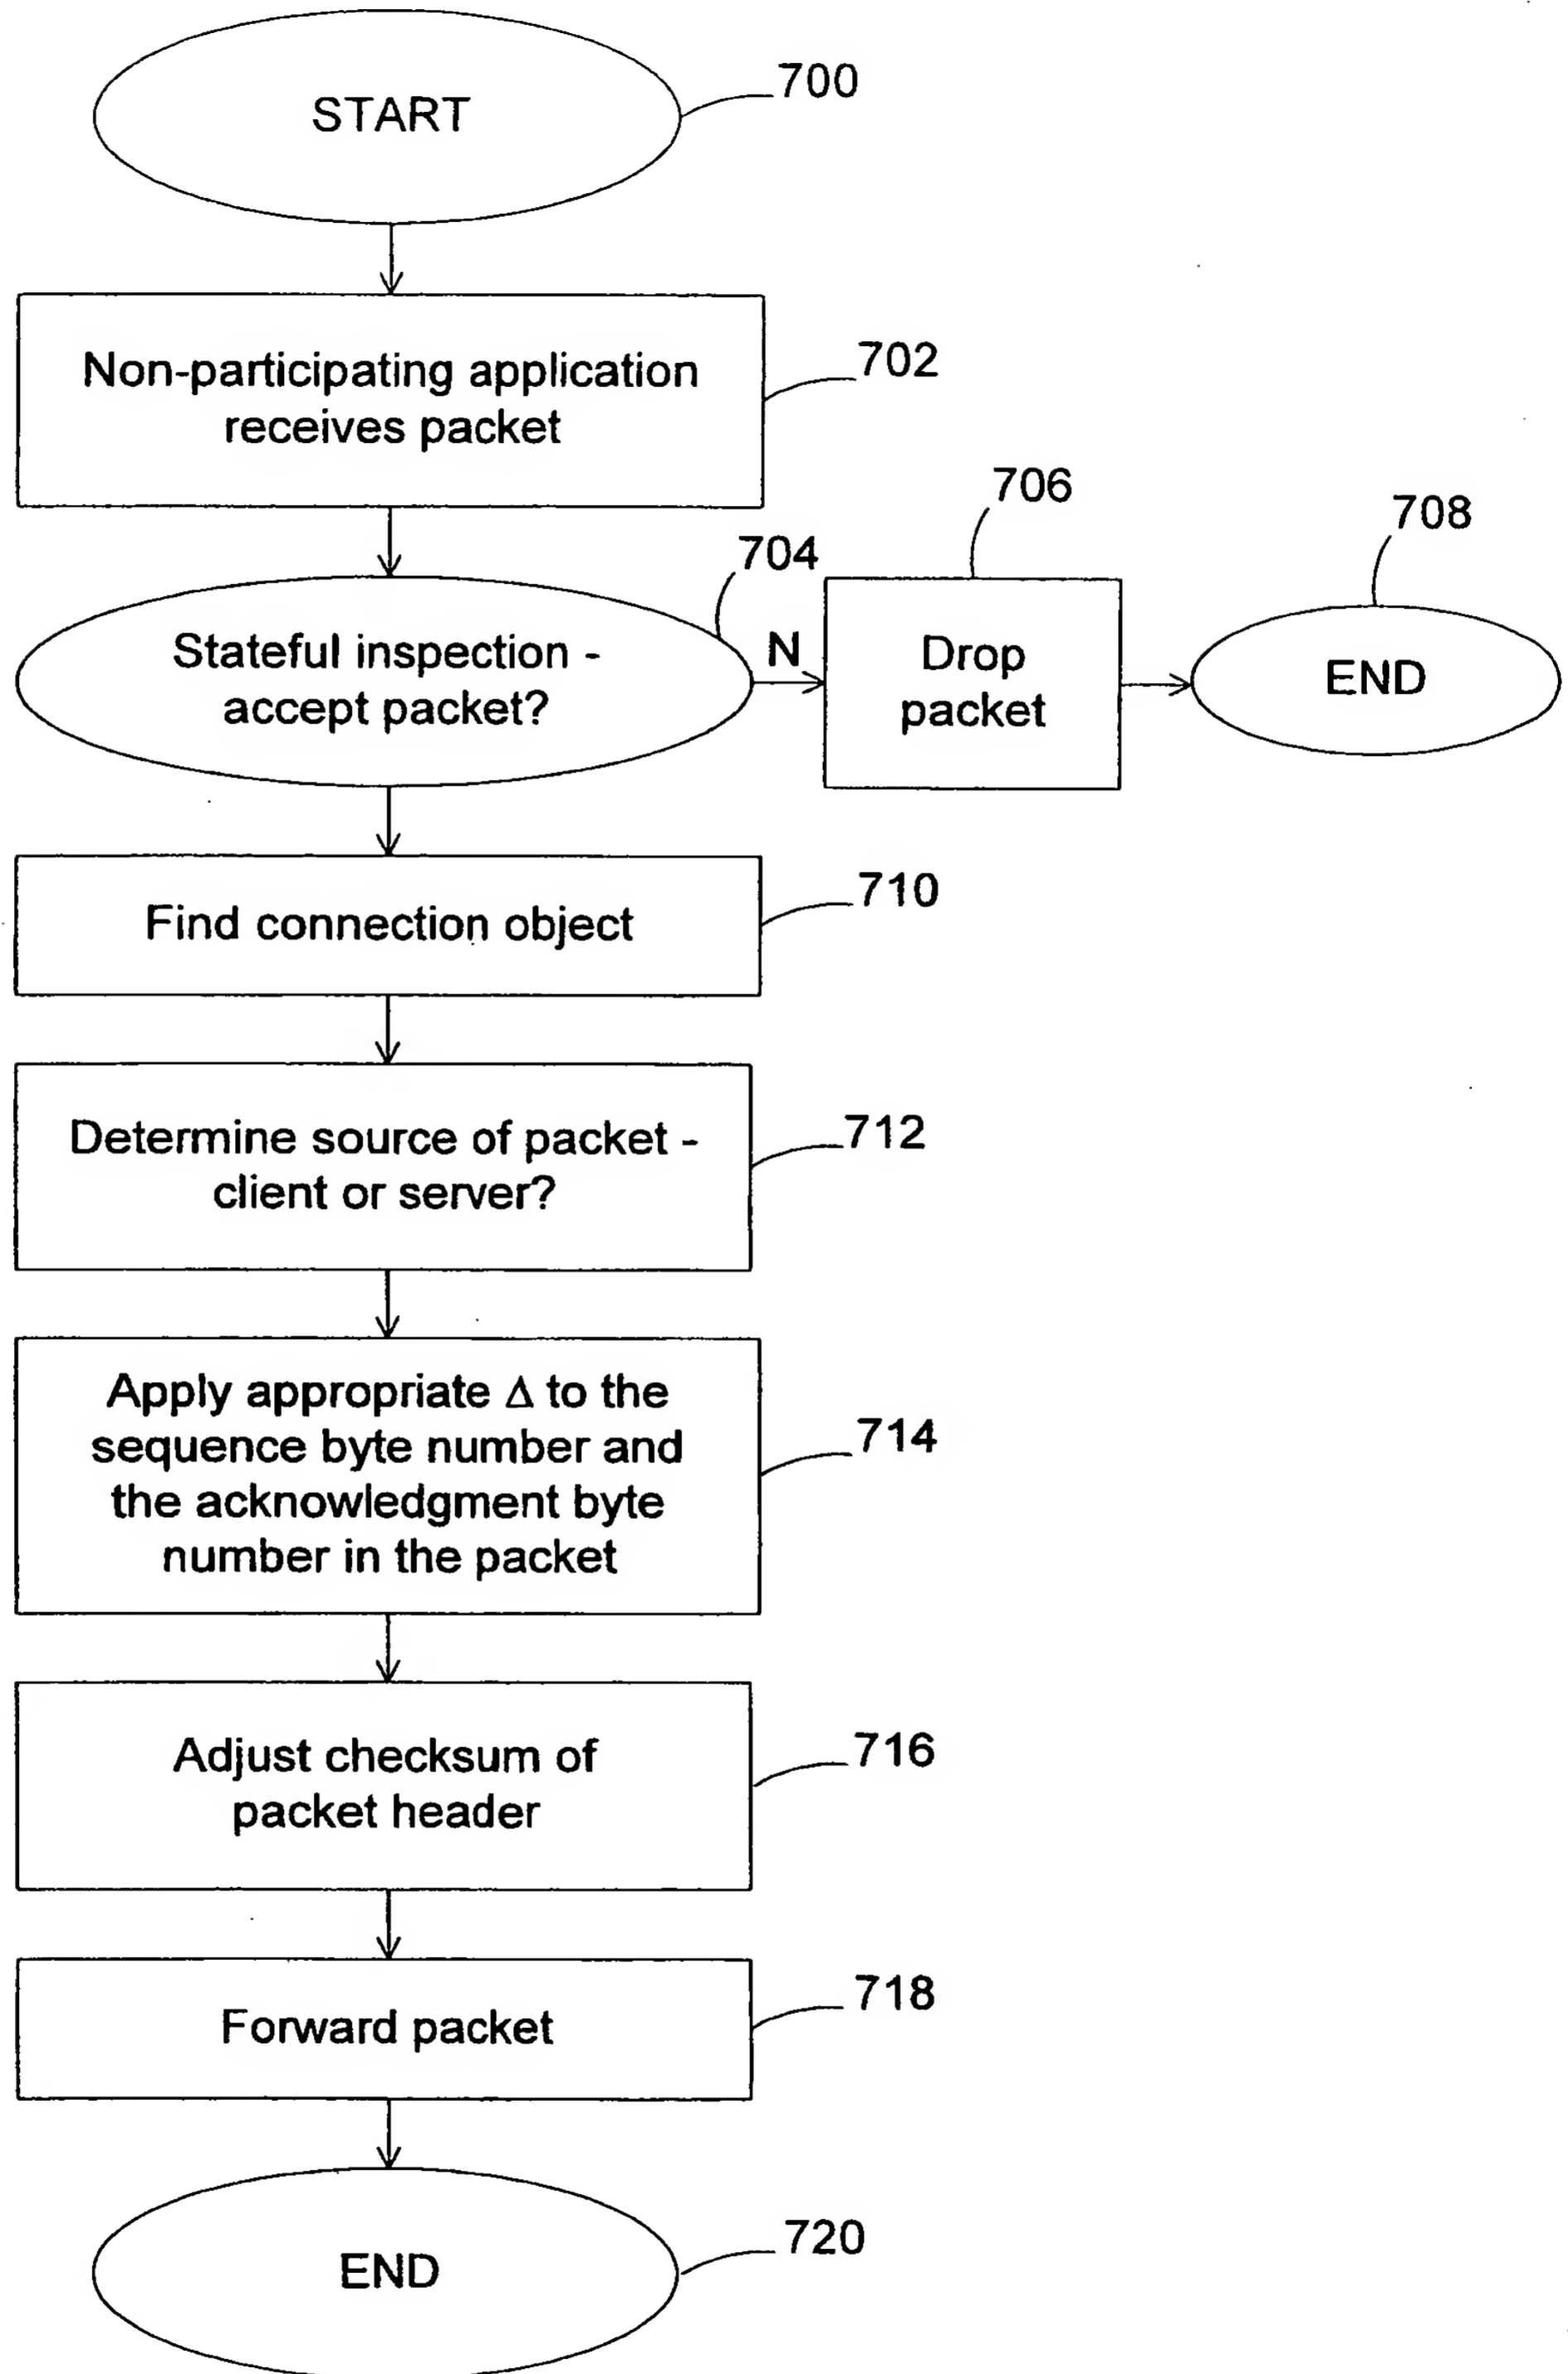 START
700
Non-participating application
receives packet
702
Stateful inspection -
accept packet?
704
N
Drop
packet
706
END
708
Find connection object
710
Determine source of packet -
client or server?
712
Apply appropriate Δ to the
sequence byte number and
the acknowledgment byte
number in the packet
714
Adjust checksum of
packet header
716
Forward packet
718
END
720